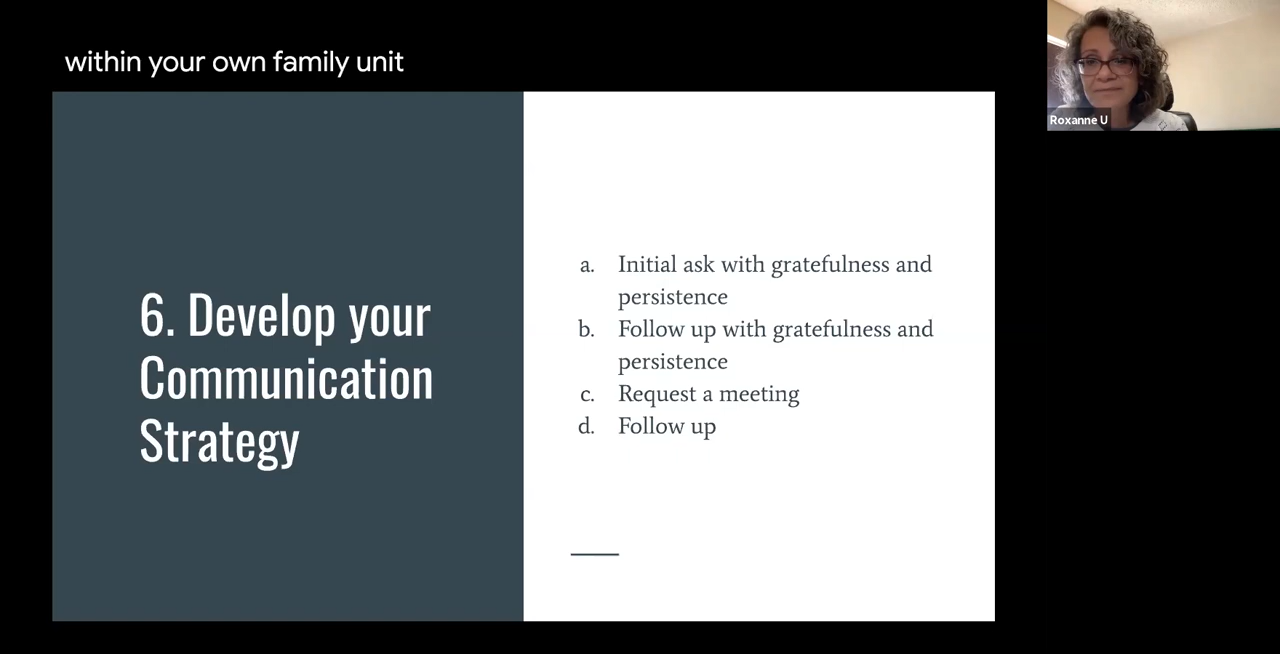 within your own family unit
Roxanne U
6. Develop your
Communication
Strategy
a. Initial ask with gratefulness and
persistence
b. Follow up with gratefulness and
persistence
c. Request a meeting
d. Follow up